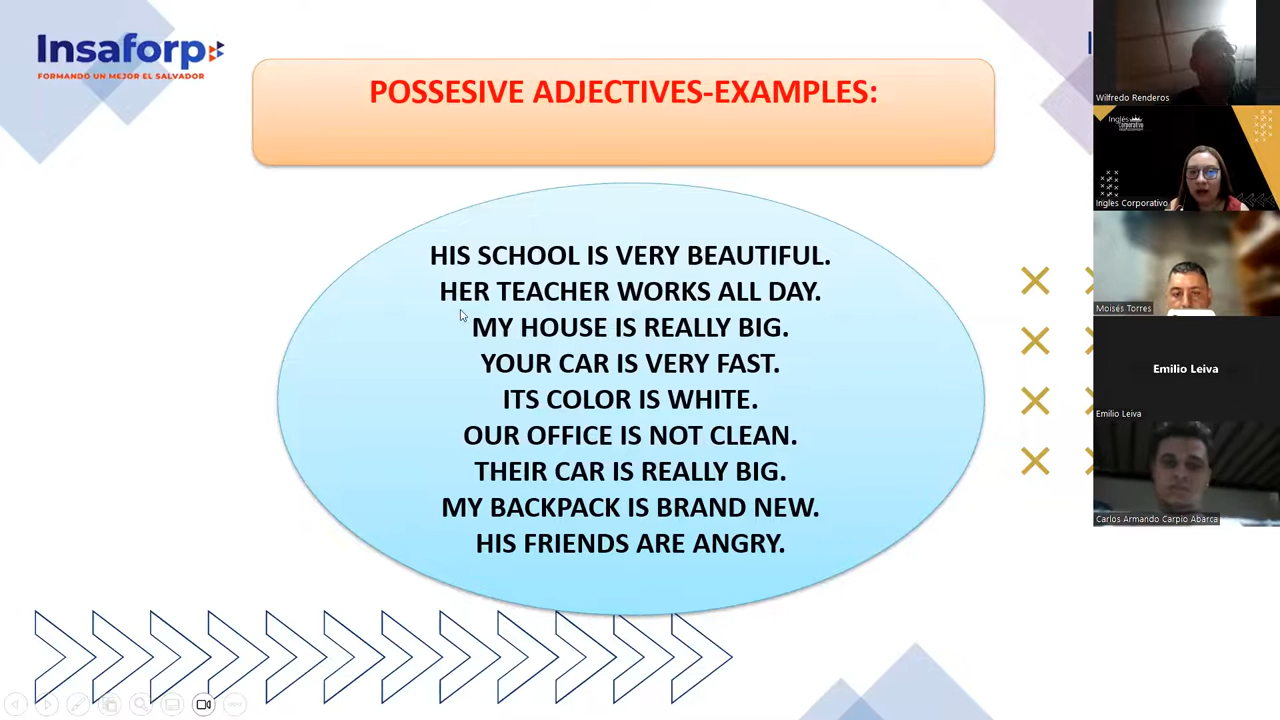 Insaforp
FORMANDO UN MEJOR EL SALVADOR
POSSESIVE ADJECTIVES-EXAMPLES:
HIS SCHOOL IS VERY BEAUTIFUL.
HER TEACHER WORKS ALL DAY.
MY HOUSE IS REALLY BIG.
YOUR CAR IS VERY FAST.
ITS COLOR IS WHITE.
OUR OFFICE IS NOT CLEAN.
THEIR CAR IS REALLY BIG.
MY BACKPACK IS BRAND NEW.
HIS FRIENDS ARE ANGRY.
Wilfredo Renderos
Inglés
Corporativo
Ingles Corporativo
Moisés Torres
Emilio Leiva
Emilio Leiva
Carlos Armando Carpio Abarca